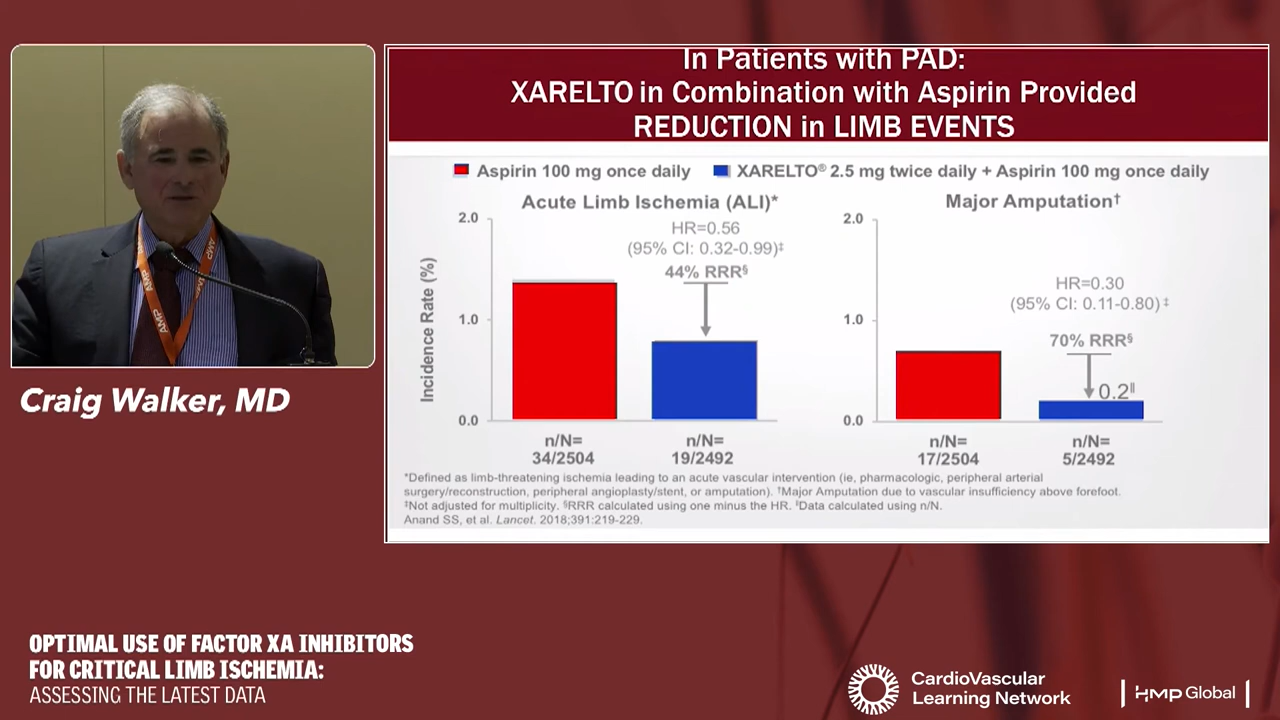 In Patients with PAD:
XARELTO in Combination with Aspirin Provided
REDUCTION in LIMB EVENTS
Aspirin 100 mg once daily
XARELTO® 2.5 mg twice daily + Aspirin 100 mg once daily
Acute Limb Ischemia (ALI)*
Incidence Rate (%)
2.0
1.0
0.0
HR=0.56
(95% CI: 0.32-0.99)‡
44% RRR§
n/N=
34/2504
n/N=
19/2492
Major Amputation†
2.0
1.0
0.0
HR=0.30
(95% CI: 0.11-0.80)‡
70% RRR§
0.2‖
n/N=
17/2504
n/N=
5/2492
*Defined as limb-threatening ischemia leading to an acute vascular intervention (ie, pharmacologic, peripheral arterial
surgery/reconstruction, peripheral angioplasty/stent, or amputation). †Major Amputation due to vascular insufficiency above forefoot.
‡Not adjusted for multiplicity. §RRR calculated using one minus the HR. ‖Data calculated using n/N.
Anand SS, et al. Lancet. 2018;391:219-229.
AMP
AMP
AMP
Craig Walker, MD
OPTIMAL USE OF FACTOR XA INHIBITORS
FOR CRITICAL LIMB ISCHEMIA:
ASSESSING THE LATEST DATA
CardioVascular
Learning Network
HMP Global